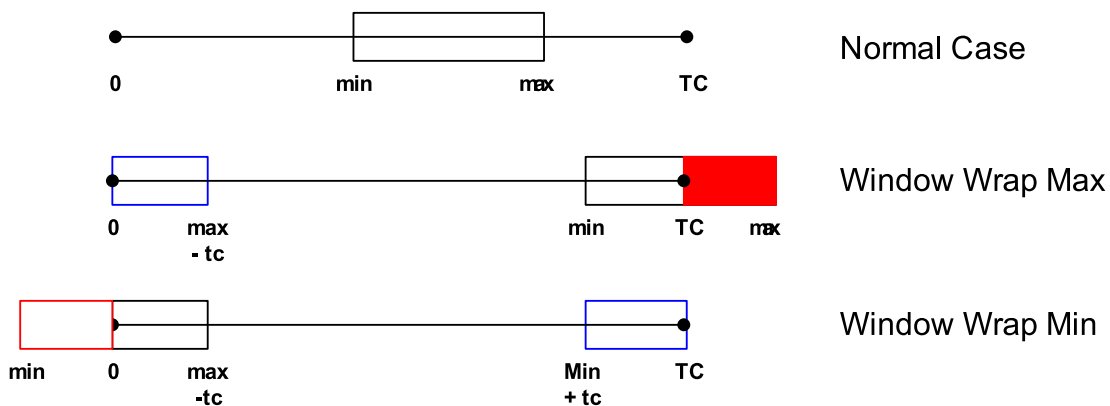 Normal Case
0 min max TC
Window Wrap Max
0 max min TC max
- tc
Window Wrap Min
min 0 max Min TC
-tc + tc